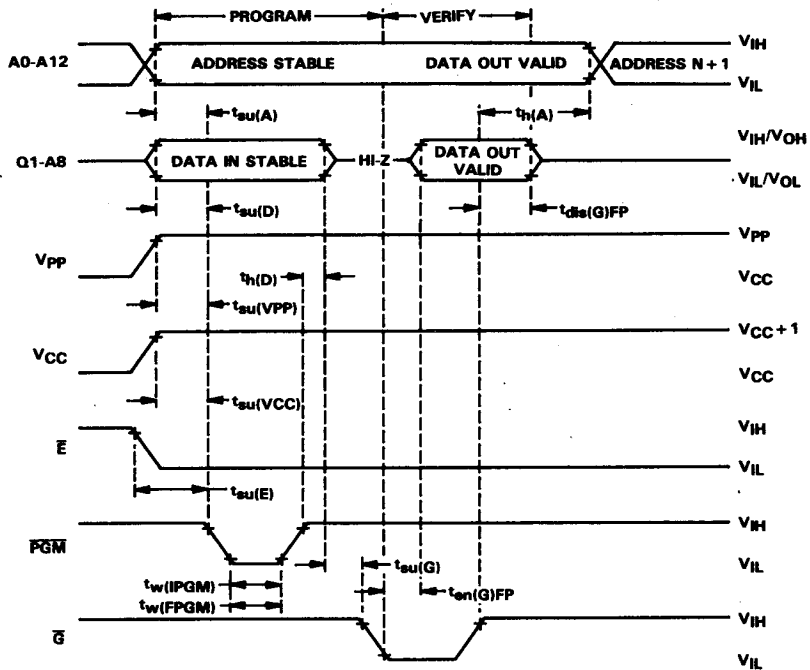 PROGRAM VERIFY
VIH
A0-A12 ADDRESS STABLE DATA OUT VALID ADDRESS N+1
VIL
tsu(A) th(A)
VIH/VOH
Q1-A8 DATA IN STABLE HI-Z DATA OUT VALID
VIL/VOL
tsu(D) tdis(G)FP
VPP
VPP
th(D) VCC
tsu(VPP)
VCC+1
VCC
VCC
tsu(VCC)
VIH
E
VIL
tsu(E)
VIH
PGM
tsu(G) VIL
tw(IPGM) ten(G)FP
tw(FPGM)
VIH
G
VIL